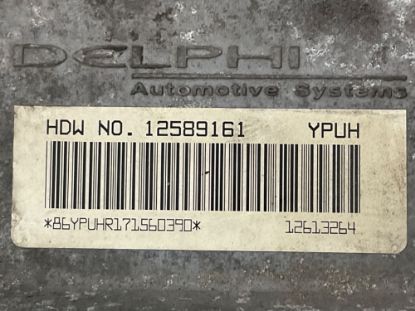 DELPHI
Automotive Systems
HDW NO. 12589161 YPUH
*86YPUHR171560390*
12613264